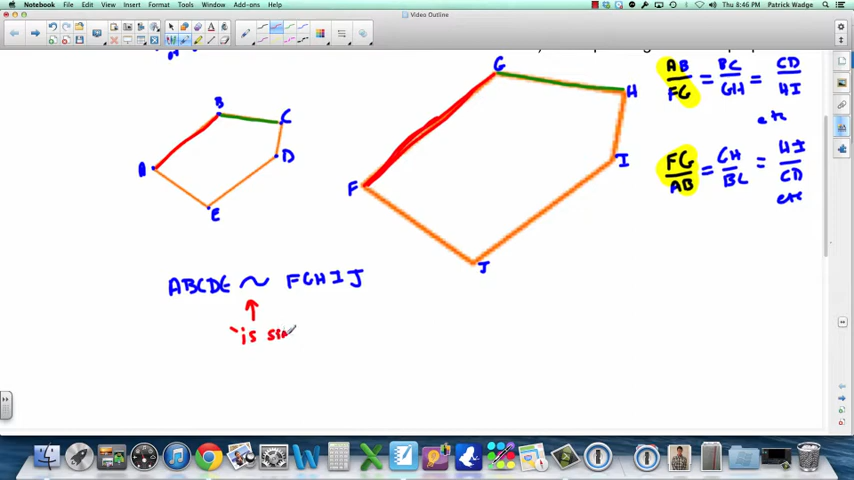 Notebook File Edit View Insert Format Tools Window Add-ons Help
Thu 8:46 PM Patrick Wadge
Video Outline
G
AB/FG = BC/GH = CD/HI
H
etc
B
C
A
D
F
I
FG/AB = GH/BC = HI/CD
etc
E
J
ABCDE ~ FGHIJ
"is